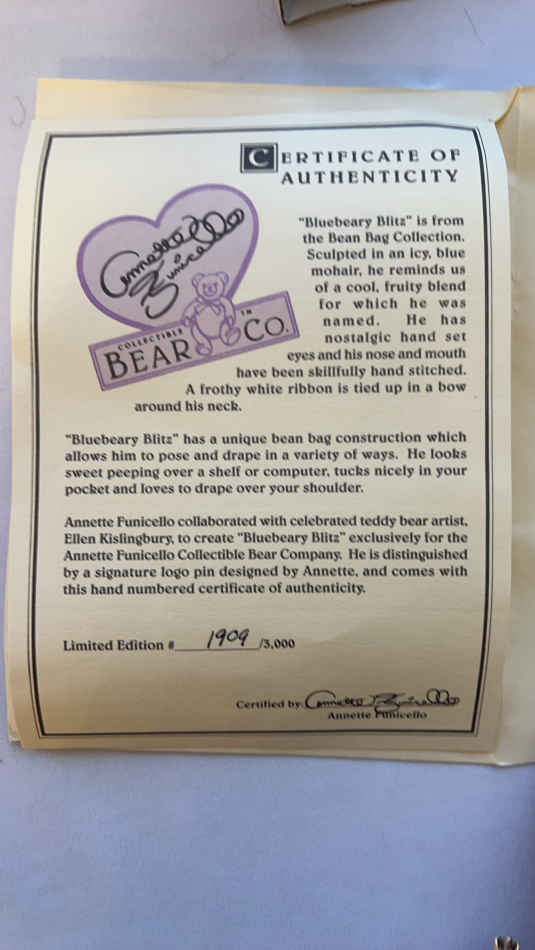 CERTIFICATE OF
AUTHENTICITY
Annette
Funicello
COLLECTIBLE
BEAR CO.
TM
"Bluebeary Blitz" is from
the Bean Bag Collection.
Sculpted in an icy, blue
mohair, he reminds us
of a cool, fruity blend
for which he was
named. He has
nostalgic hand set
eyes and his nose and mouth
have been skillfully hand stitched.
A frothy white ribbon is tied up in a bow
around his neck.
"Bluebeary Blitz" has a unique bean bag construction which
allows him to pose and drape in a variety of ways. He looks
sweet peeping over a shelf or computer, tucks nicely in your
pocket and loves to drape over your shoulder.
Annette Funicello collaborated with celebrated teddy bear artist,
Ellen Kislingbury, to create "Bluebeary Blitz" exclusively for the
Annette Funicello Collectible Bear Company. He is distinguished
by a signature logo pin designed by Annette, and comes with
this hand numbered certificate of authenticity.
Limited Edition # 1909 /3,000
Certified by: Annette Funicello
Annette Funicello